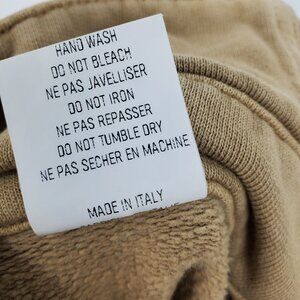 HAND WASH
DO NOT BLEACH
NE PAS JAVELLISER
DO NOT IRON
NE PAS REPASSER
DO NOT TUMBLE DRY
NE PAS SECHER EN MACHINE
MADE IN ITALY